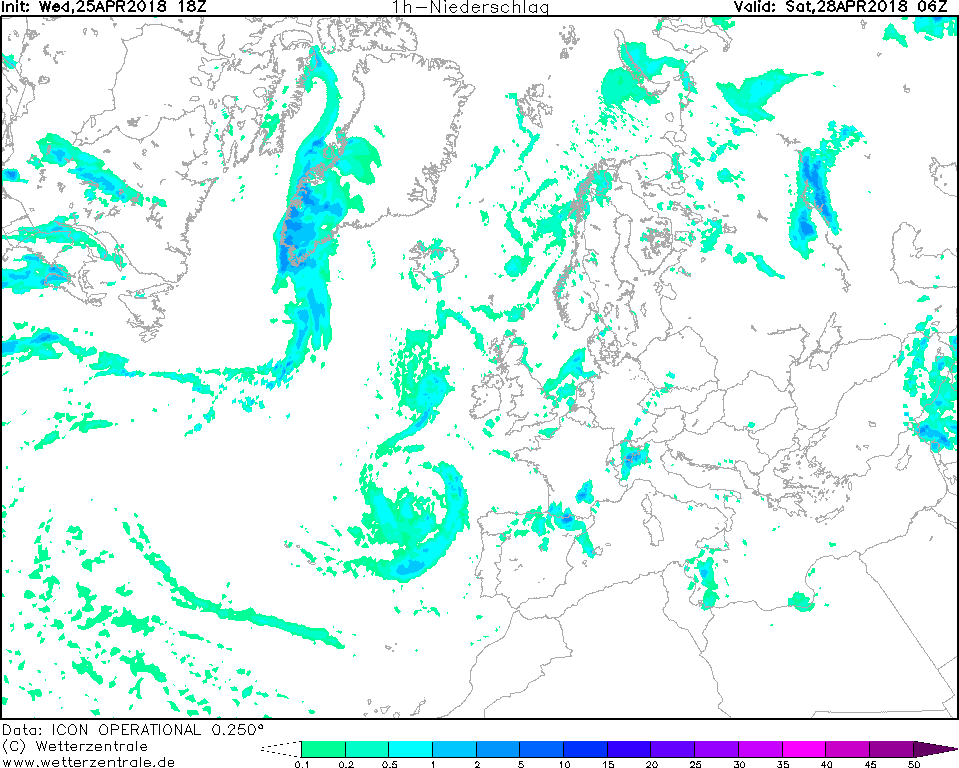 Init: Wed,25APR2018 18Z 1h-Niederschlag Valid: Sat,28APR2018 06Z
Data: ICON OPERATIONAL 0.250°
(C) Wetterzentrale
www.wetterzentrale.de
0.1 0.2 0.5 1 2 5 10 15 20 25 30 35 40 45 50